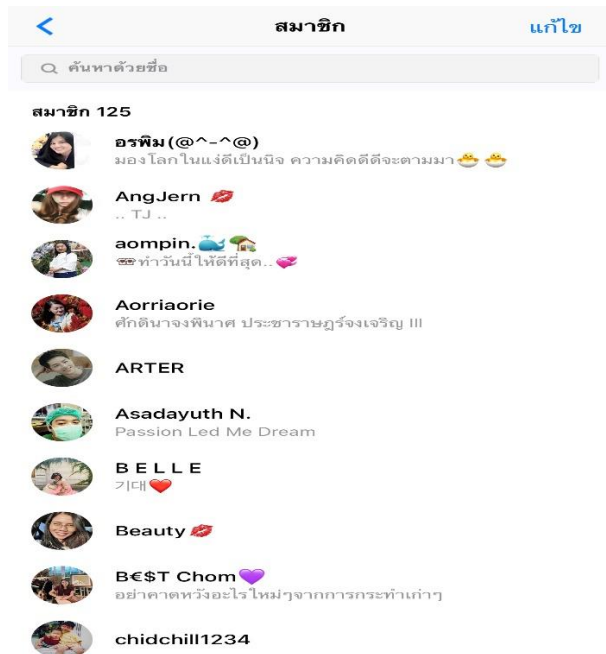 สมาชิก
แก้ไข
ค้นหาด้วยชื่อ
สมาชิก 125
อรพิม(@^-^@)
มองโลกในแง่ดีเป็นนิจ ความคิดดีดีจะตามมา🐣 🐣
AngJern 💋
.. TJ ..
aompin.🐳 🏡
ทำวันนี้ให้ดีที่สุด..💞
Aorriaorie
ศักดินาจงพินาศ ประชาราษฎร์จงเจริญ III
ARTER
Asadayuth N.
Passion Led Me Dream
B E L L E
기대❤️
Beauty 💋
B€$T Chom💜
อย่าคาดหวังอะไรใหม่ๆจากการกระทำเก่าๆ
chidchill1234